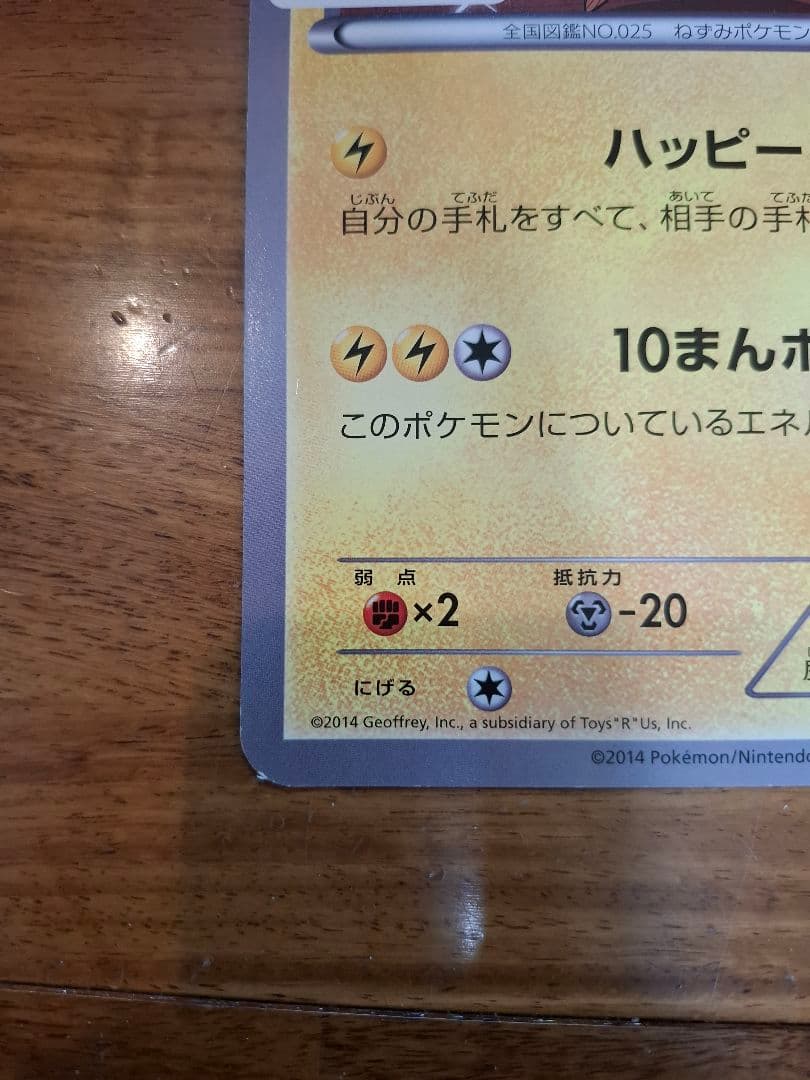 全国図鑑NO.025 ねずみポケモン
ハッピー
じぶん てふだ あいて てふだ
自分の手札をすべて、相手の手札
10まんボ
このポケモンについているエネル
弱点 抵抗力
×2 -20
にげる
©2014 Geoffrey, Inc., a subsidiary of Toys"R"Us, Inc.
©2014 Pokémon/Nintendo